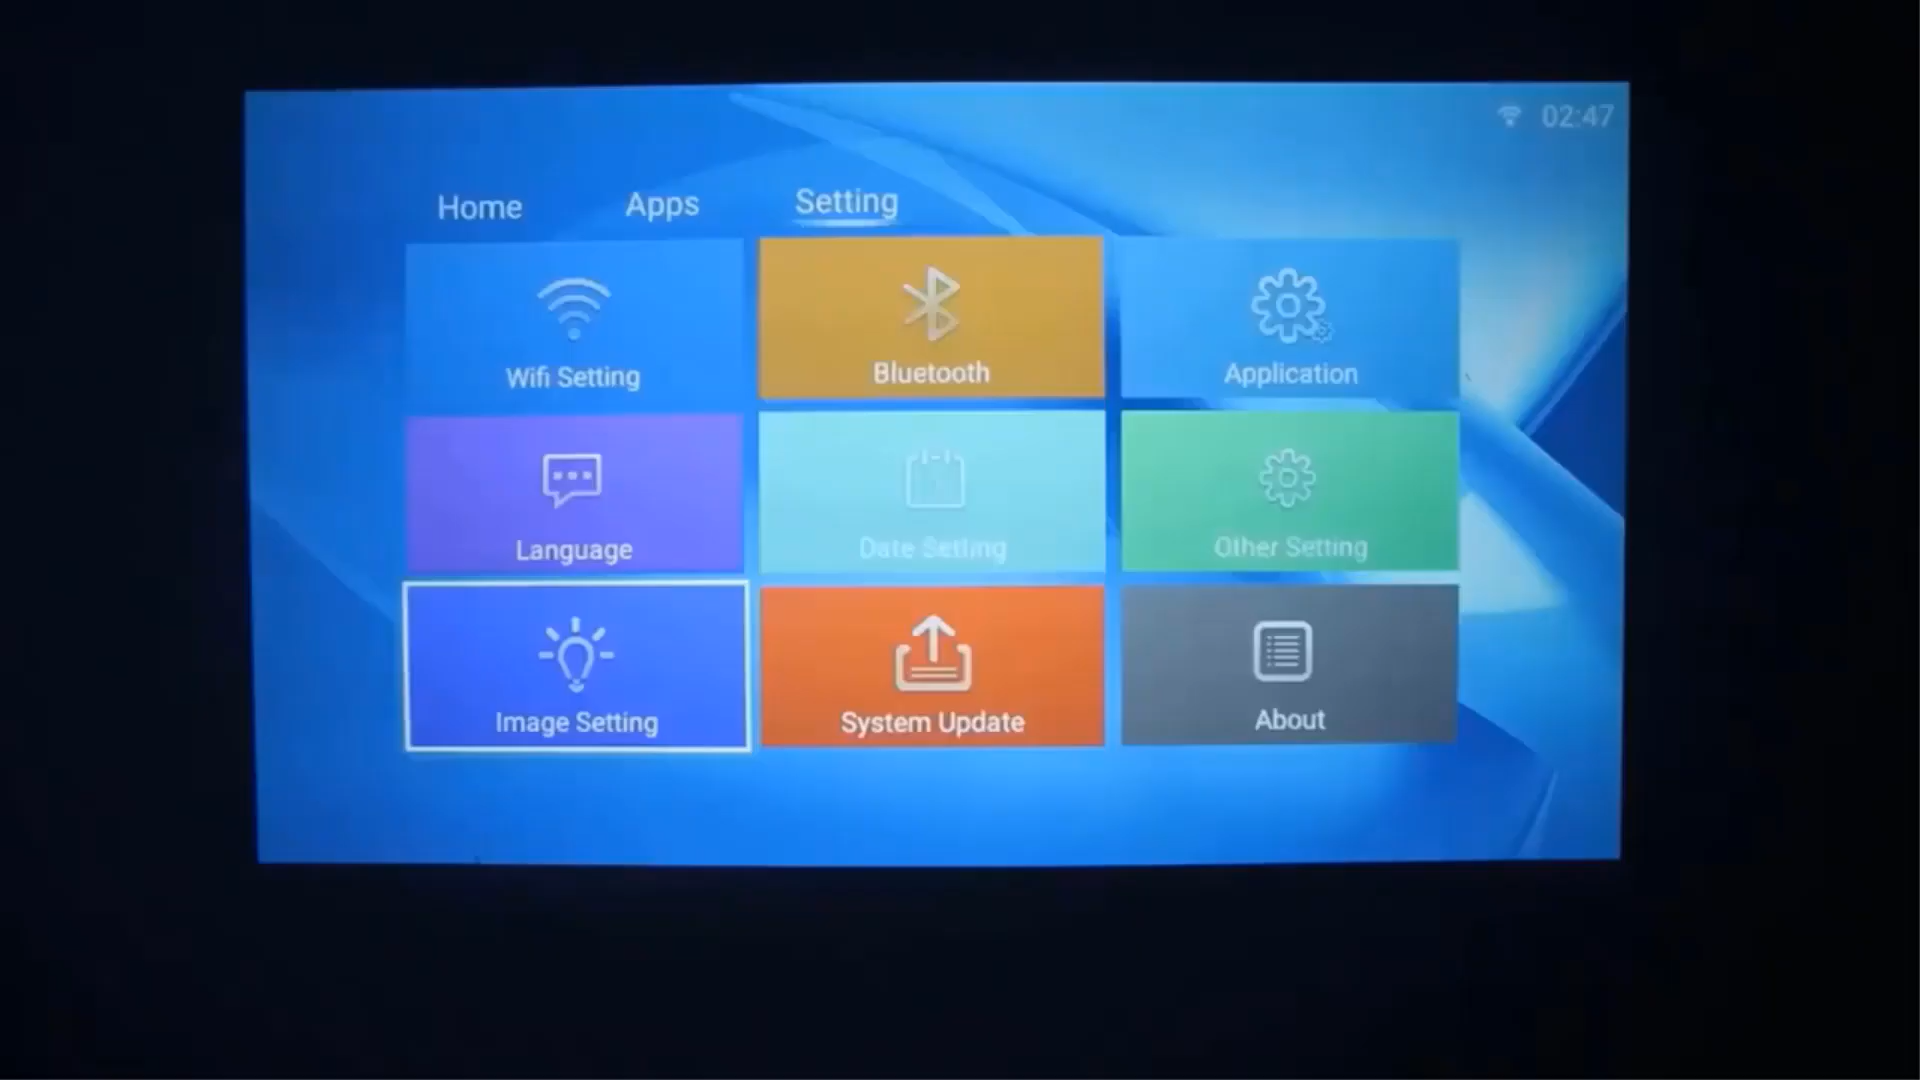 02:47
Home Apps Setting
Wifi Setting
Bluetooth
Application
Language
Date Setting
Other Setting
Image Setting
System Update
About